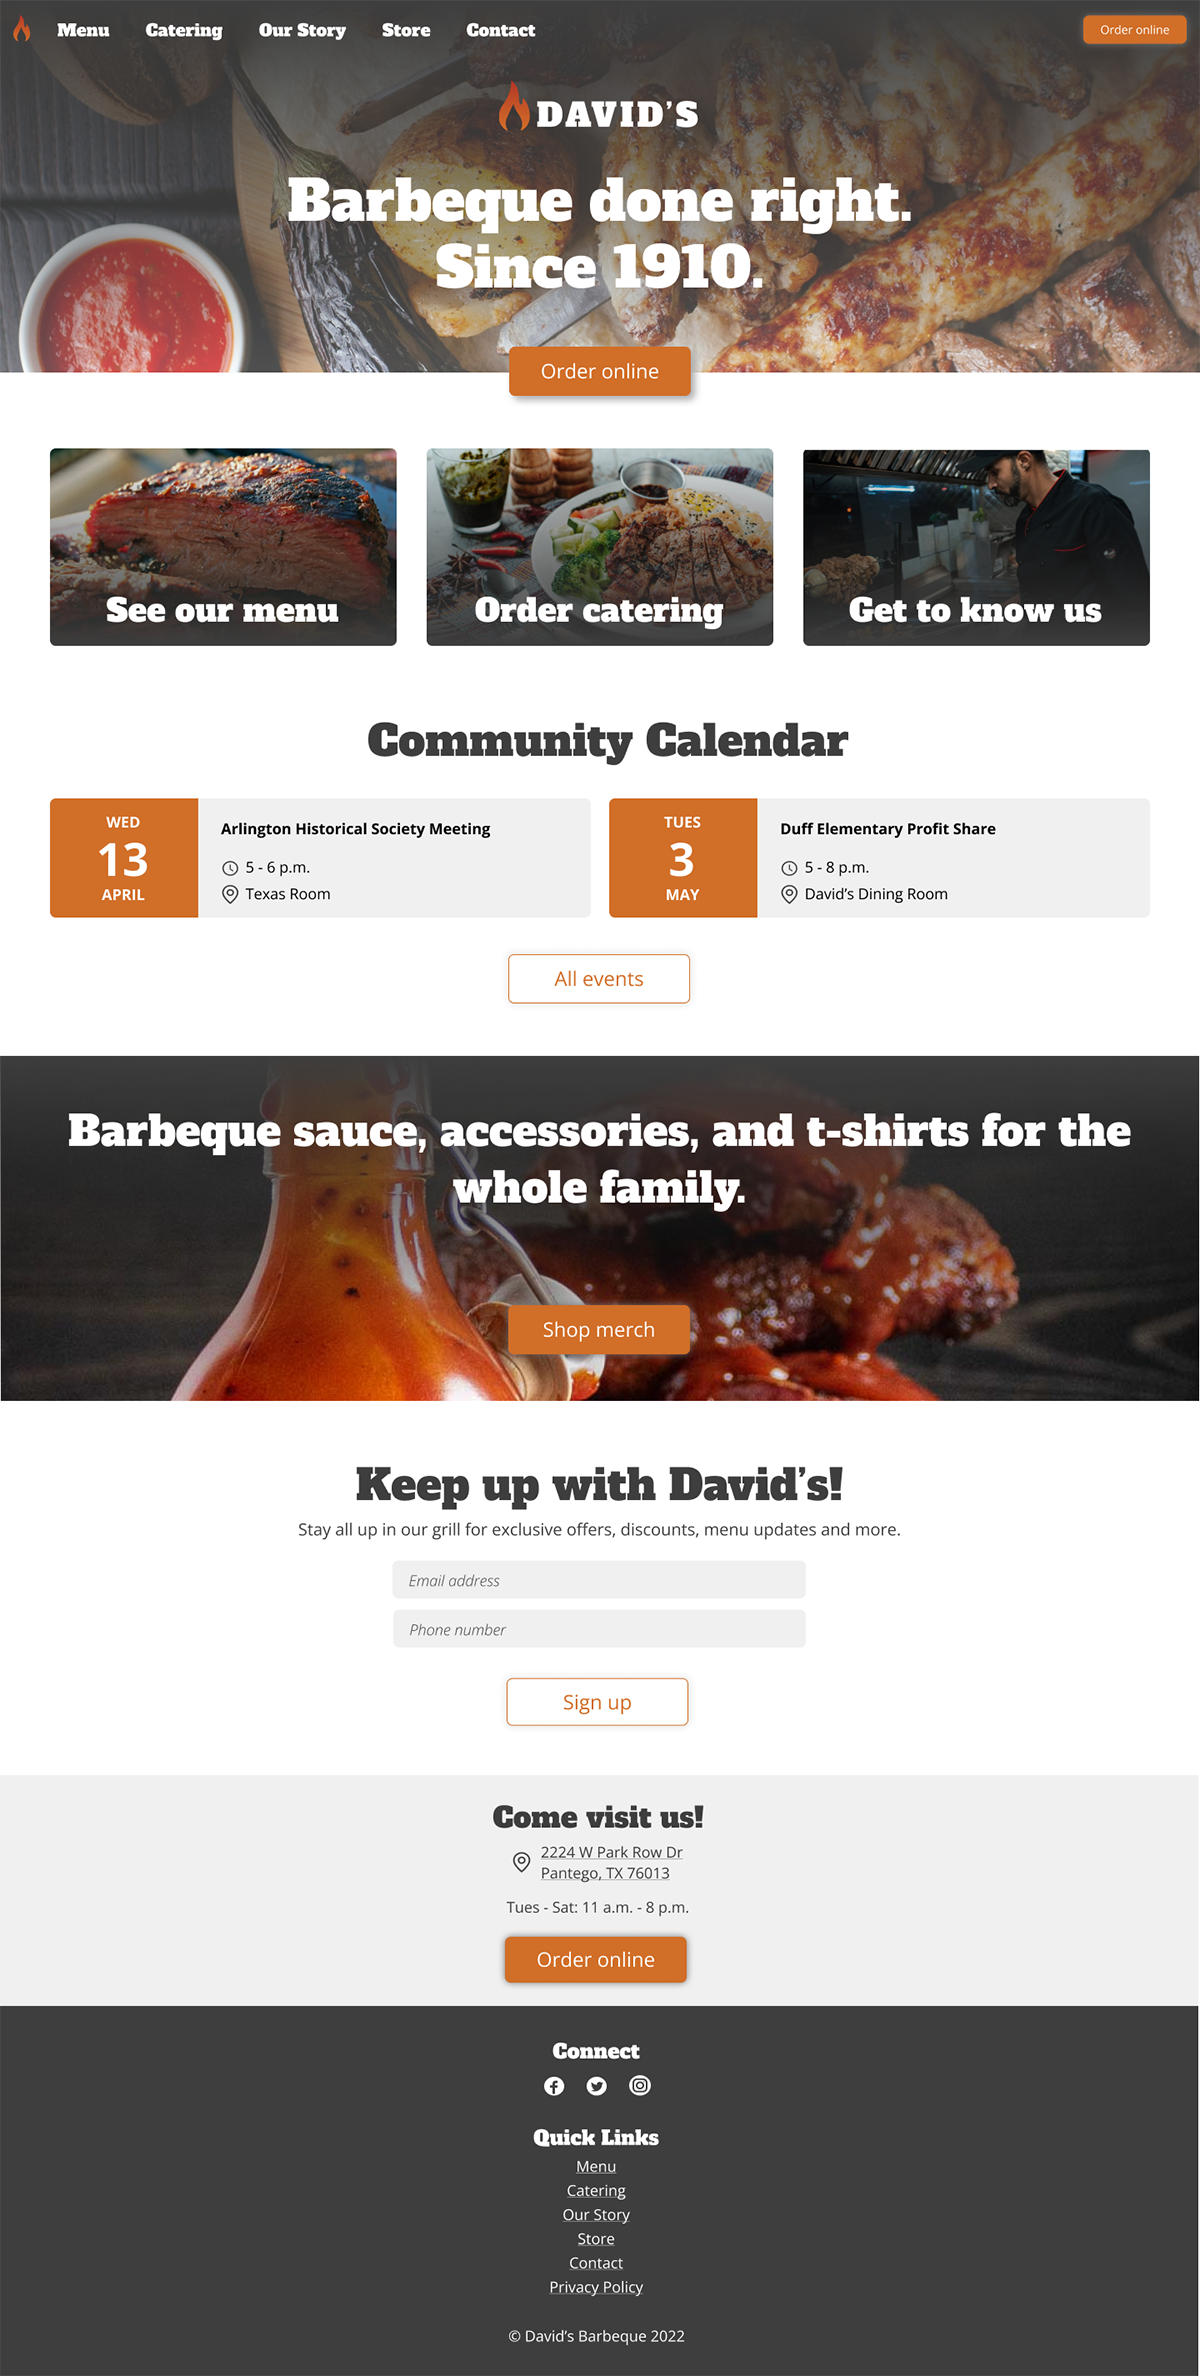 Menu
Catering
Our Story
Store
Contact
Order online
DAVID’S
Barbeque done right.
Since 1910.
Order online
See our menu
Order catering
Get to know us
Community Calendar
WED
13
APRIL
Arlington Historical Society Meeting
5 - 6 p.m.
Texas Room
TUES
3
MAY
Duff Elementary Profit Share
5 - 8 p.m.
David’s Dining Room
All events
Barbeque sauce, accessories, and t-shirts for the
whole family.
Shop merch
Keep up with David’s!
Stay all up in our grill for exclusive offers, discounts, menu updates and more.
Email address
Phone number
Sign up
Come visit us!
2224 W Park Row Dr
Pantego, TX 76013
Tues - Sat: 11 a.m. - 8 p.m.
Order online
Connect
Quick Links
Menu
Catering
Our Story
Store
Contact
Privacy Policy
© David’s Barbeque 2022